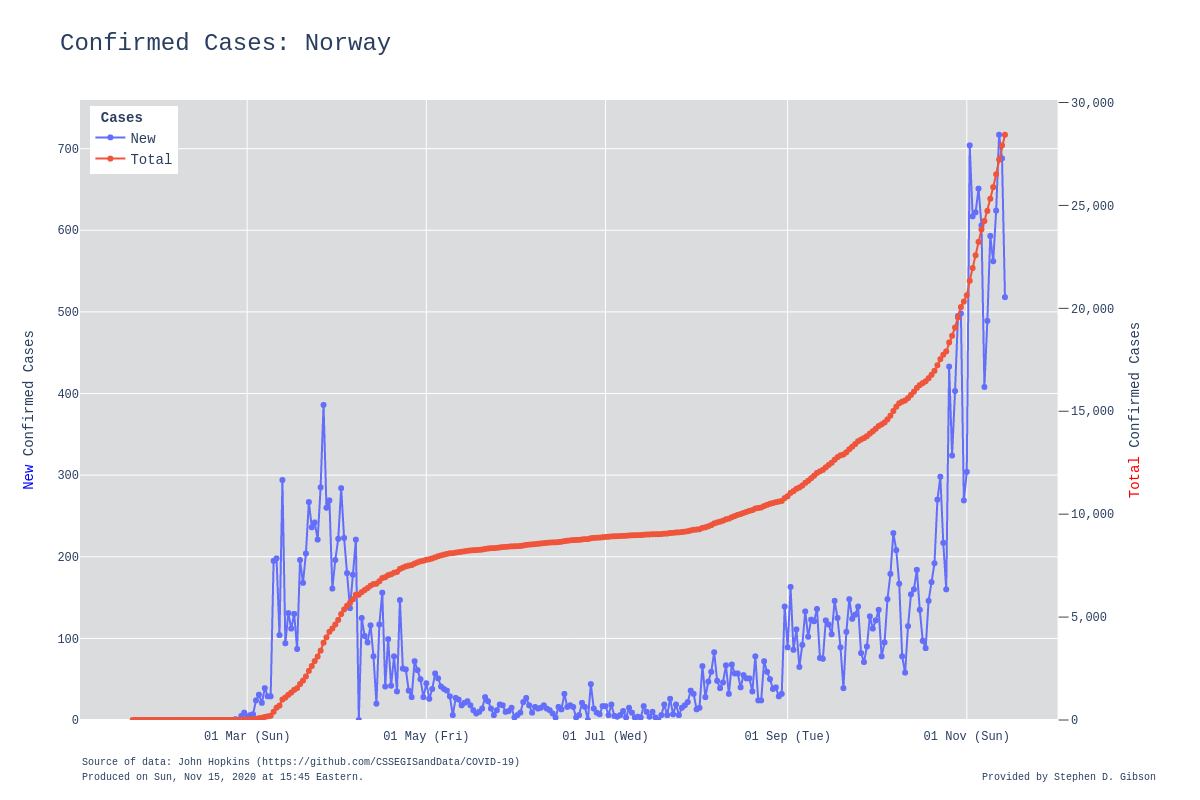 Confirmed Cases: Norway
Cases
New
Total
700
600
500
400
300
200
100
0
30,000
25,000
20,000
15,000
10,000
5,000
0
New Confirmed Cases
Total Confirmed Cases
01 Mar (Sun)
01 May (Fri)
01 Jul (Wed)
01 Sep (Tue)
01 Nov (Sun)
Source of data: John Hopkins (https://github.com/CSSEGISandData/COVID-19)
Produced on Sun, Nov 15, 2020 at 15:45 Eastern.
Provided by Stephen D. Gibson